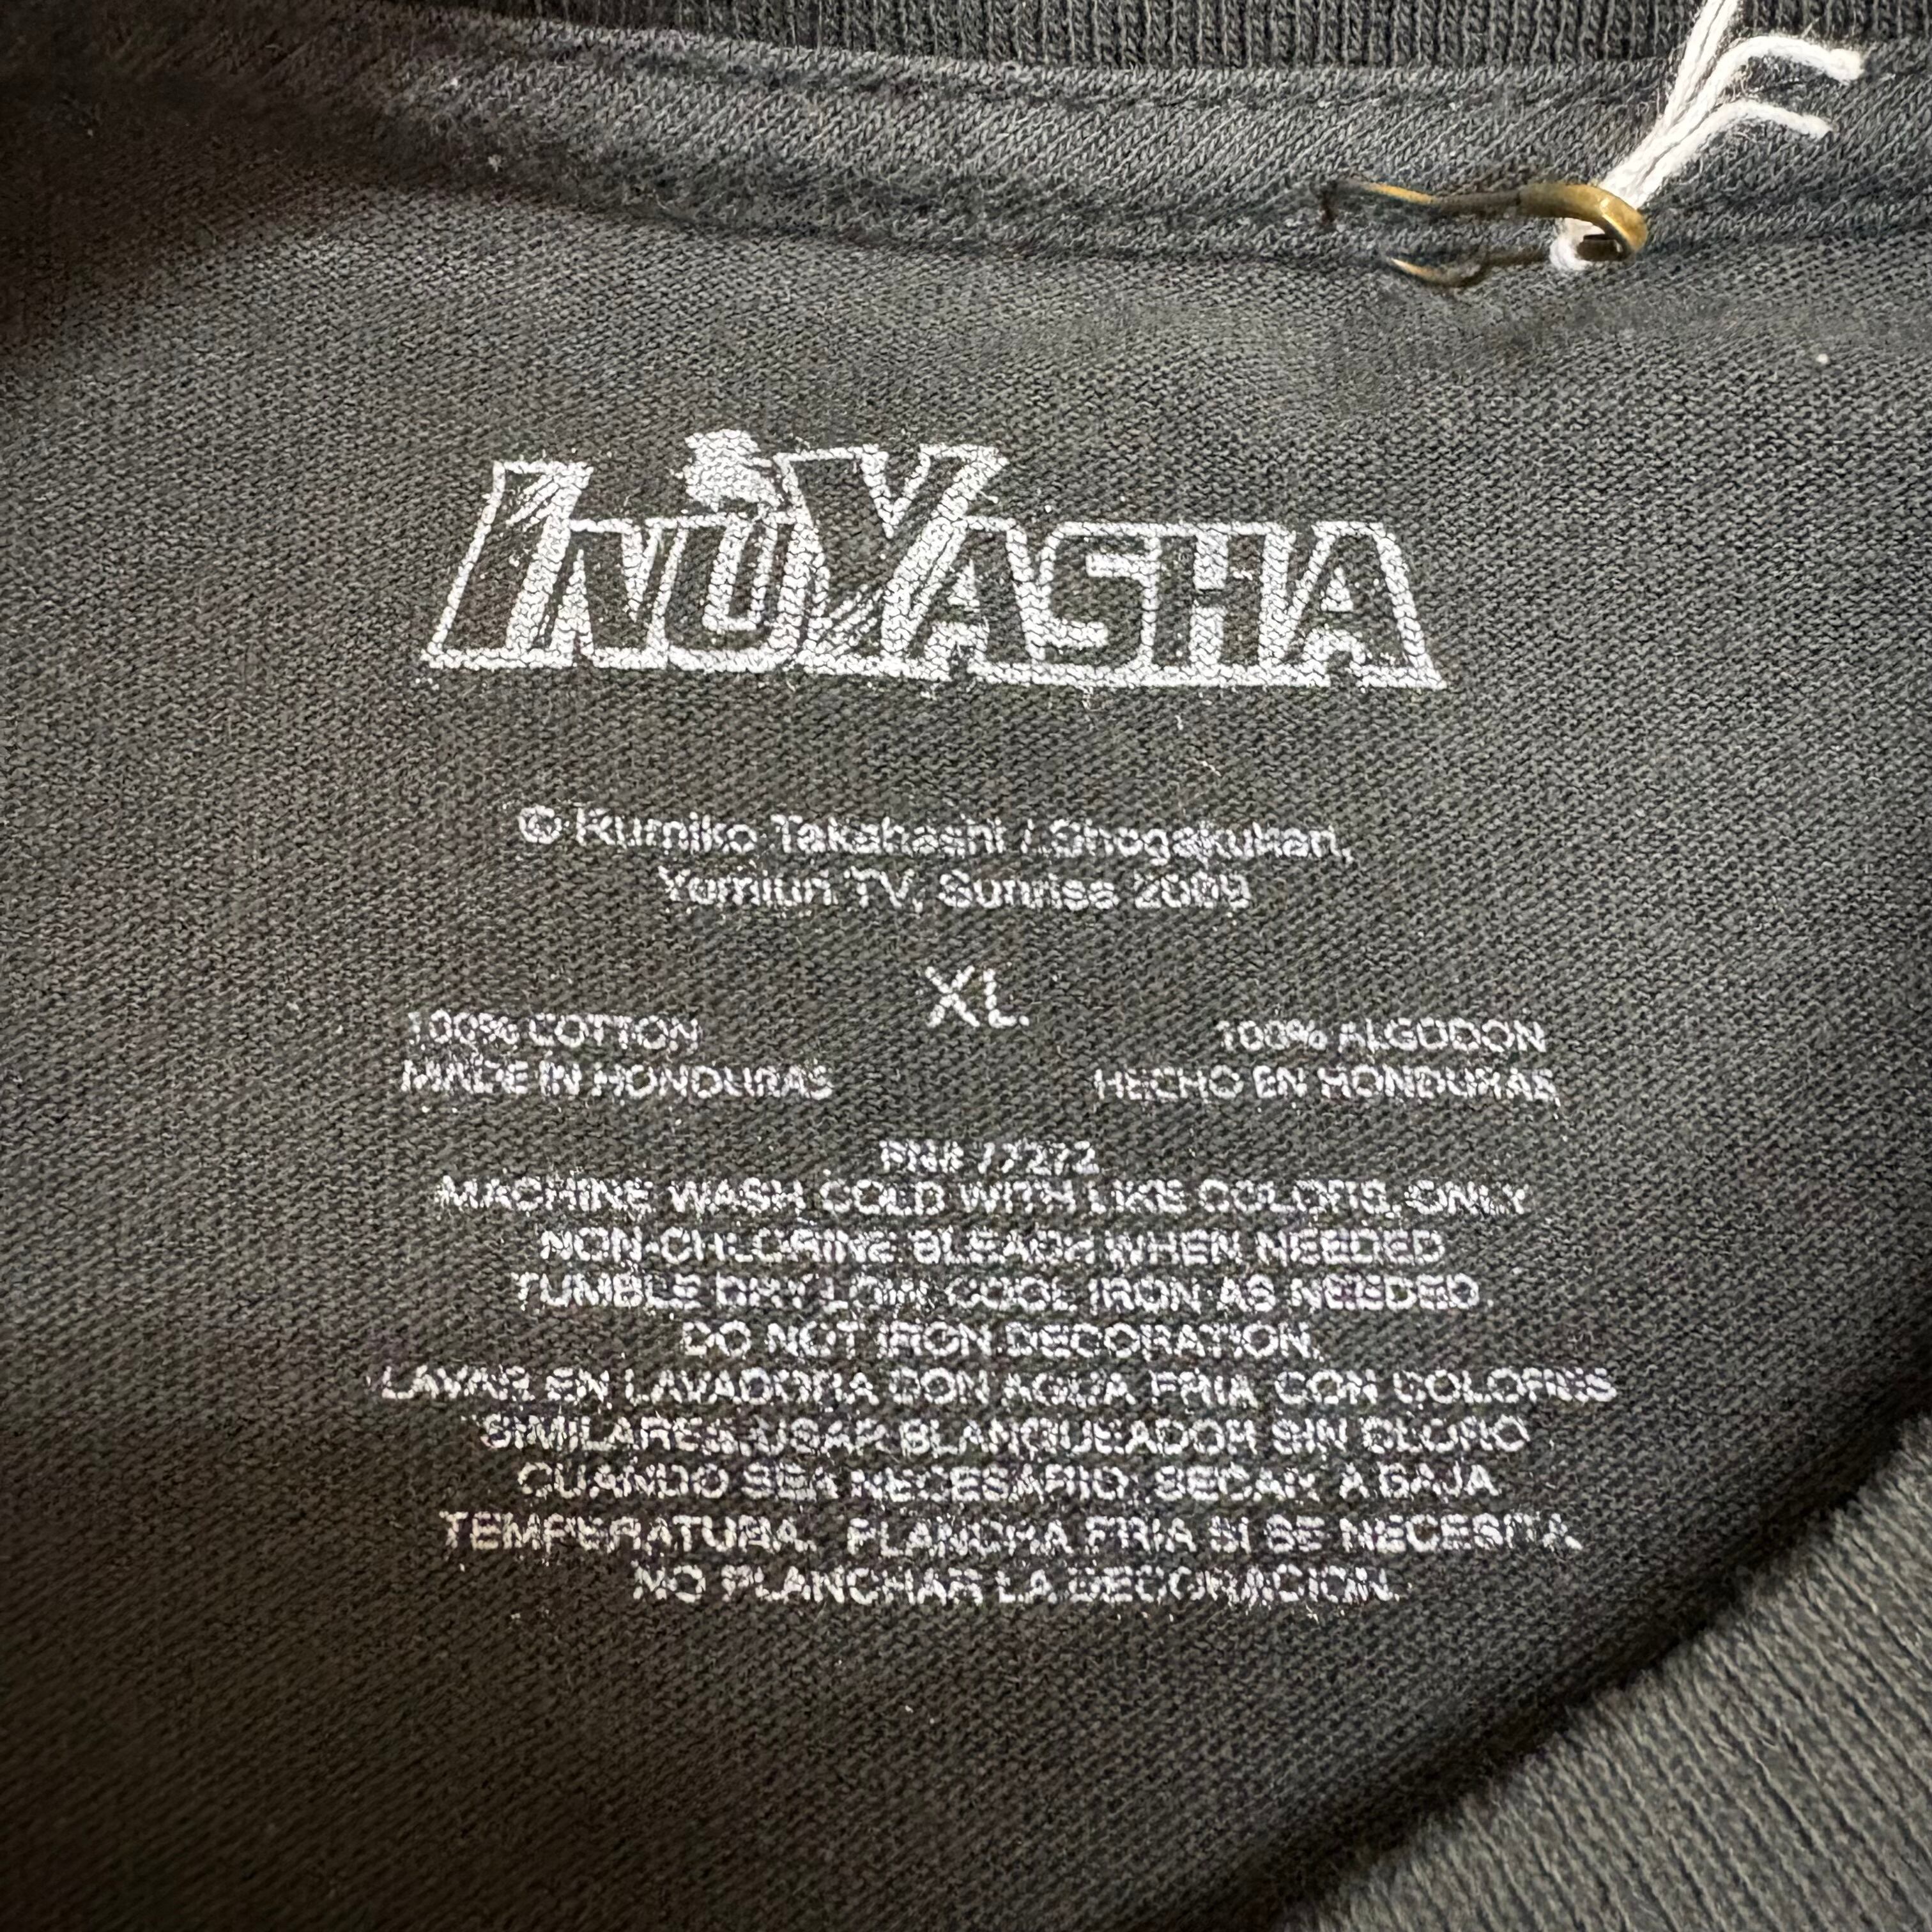 INUYASHA
© Rumiko Takahashi / Shogakukan,
Yomiuri TV, Sunrise 2009
XL
100% COTTON
MADE IN HONDURAS
100% ALGODON
HECHO EN HONDURAS
RN# 77272
MACHINE WASH COLD WITH LIKE COLORS. ONLY
NON-CHLORINE BLEACH WHEN NEEDED
TUMBLE DRY LOW. COOL IRON AS NEEDED.
DO NOT IRON DECORATION.
LAVAR EN LAVADORA CON AGUA FRIA CON COLORES
SIMILARES. USAR BLANQUEADOR SIN CLORO
CUANDO SEA NECESARIO. SECAR A BAJA
TEMPERATURA. PLANCHA FRIA SI SE NECESITA.
NO PLANCHAR LA DECORACION.